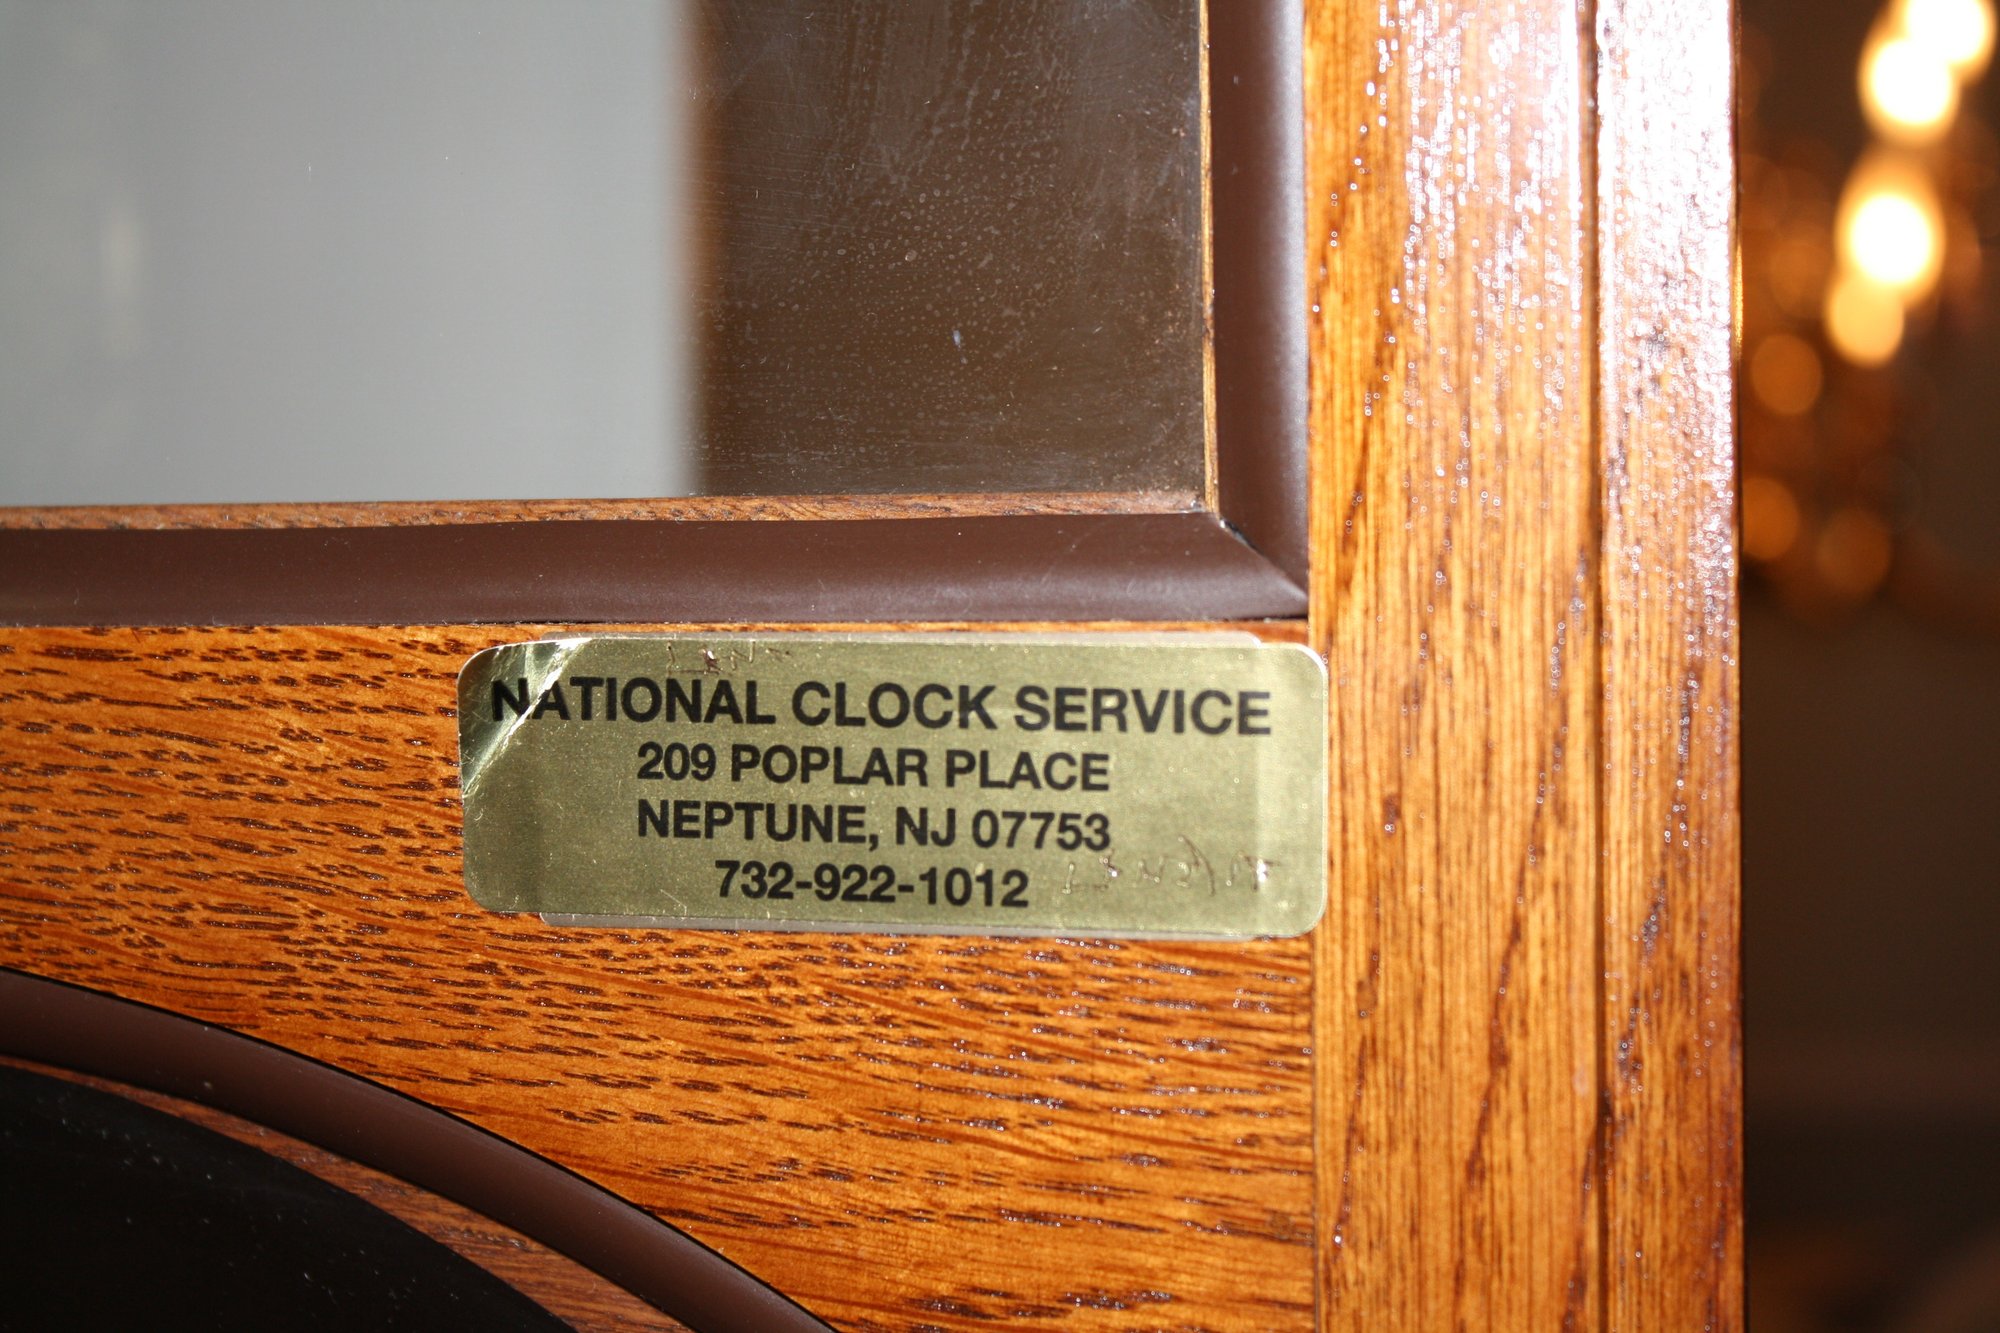 NATIONAL CLOCK SERVICE
209 POPLAR PLACE
NEPTUNE, NJ 07753
732-922-1012